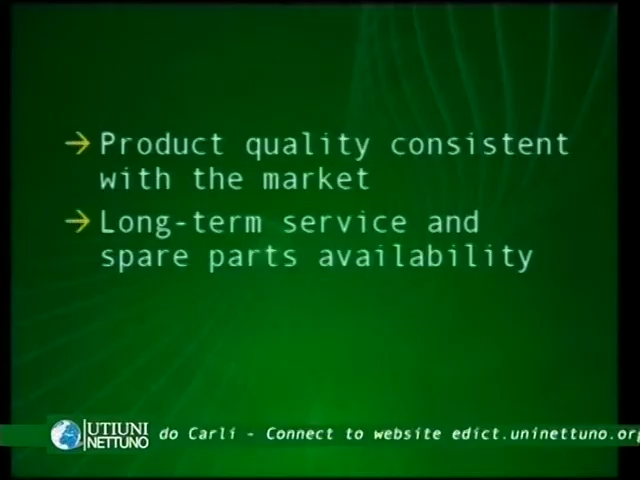 → Product quality consistent
with the market
→ Long-term service and
spare parts availability
UTIUNI
NETTUNO
do Carli - Connect to website edict.uninettuno.org